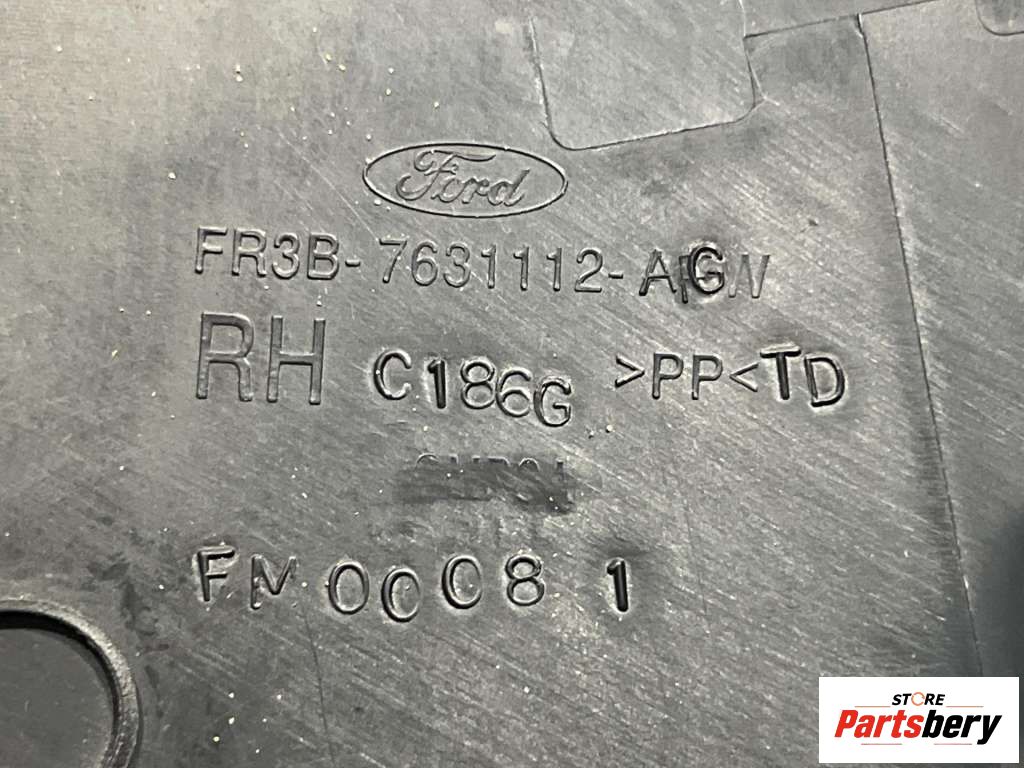 Ford
FR3B-7631112-AGW
RH C186G >PP<TD
FM0008 1
STORE
Partsbery